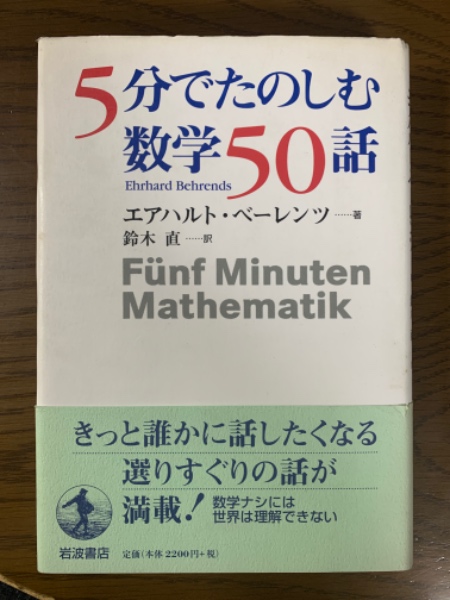 5分でたのしむ
数学50話
Ehrhard Behrends
エアハルト・ベーレンツ……著
鈴木 直……訳
Fünf Minuten
Mathematik
きっと誰かに話したくなる
選りすぐりの話が
満載! 数学ナシには
世界は理解できない
岩波書店
定価(本体 2200円+税)